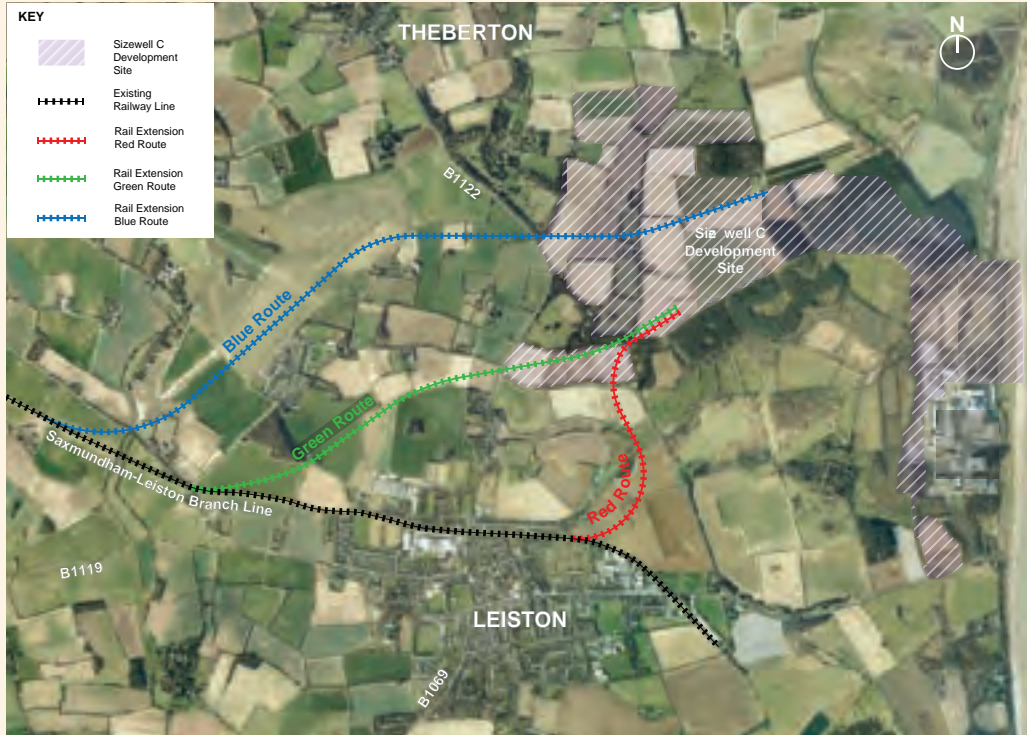 KEY
Sizewell C
Development
Site
Existing
Railway Line
Rail Extension
Red Route
Rail Extension
Green Route
Rail Extension
Blue Route
THEBERTON
N
B1122
Siz well C
Development
Site
Blue Route
Green Route
Red Route
Saxmundham-Leiston Branch Line
B1119
LEISTON
B1069